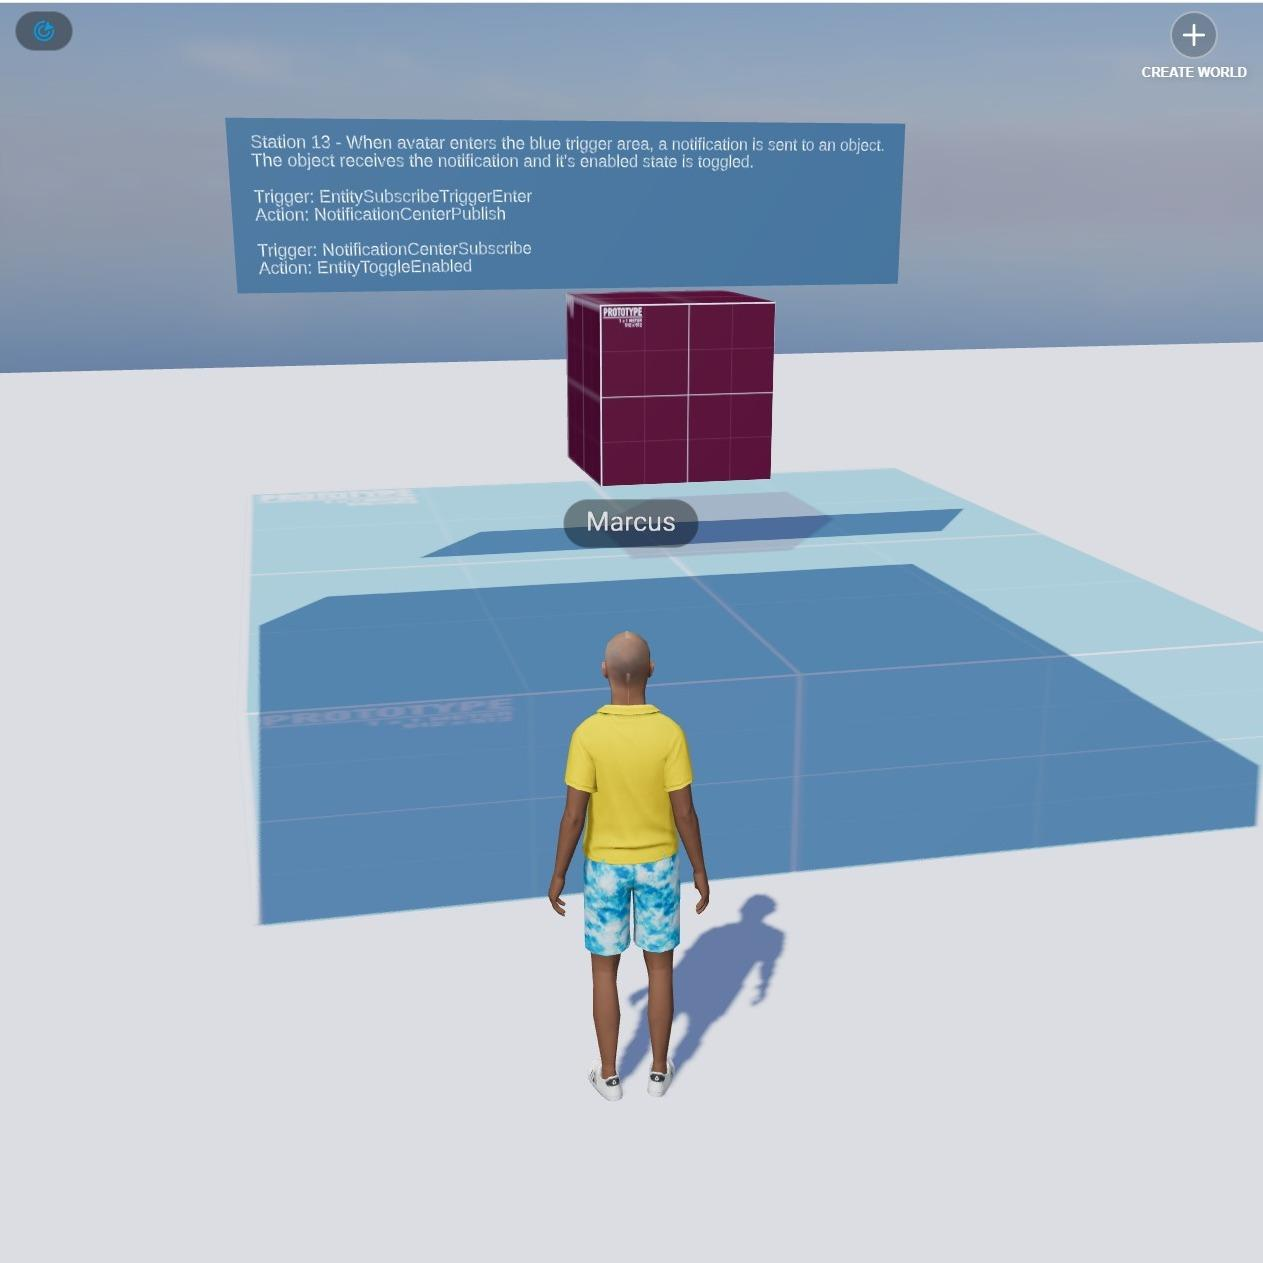 CREATE WORLD
Station 13 - When avatar enters the blue trigger area, a notification is sent to an object.
The object receives the notification and it's enabled state is toggled.
Trigger: EntitySubscribeTriggerEnter
Action: NotificationCenterPublish
Trigger: NotificationCenterSubscribe
Action: EntityToggleEnabled
PROTOTYPE
PROTOTYPE
Marcus
PROTOTYPE